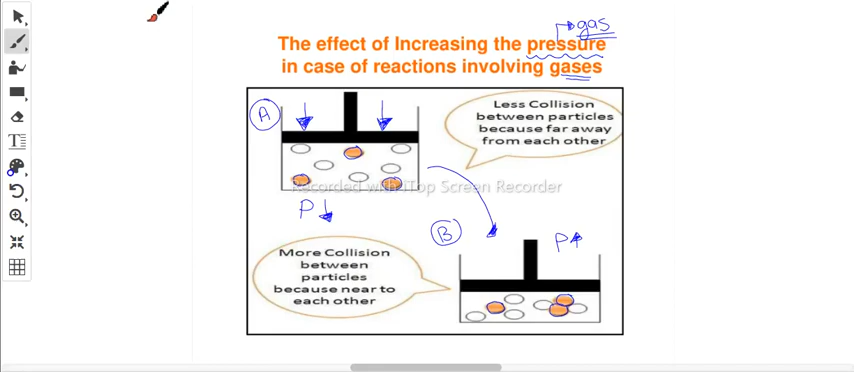 gas
The effect of Increasing the pressure
in case of reactions involving gases
A
Less Collision
between particles
because far away
from each other
Recorded with iTop Screen Recorder
P
B
P
More Collision
between
particles
because near to
each other
T